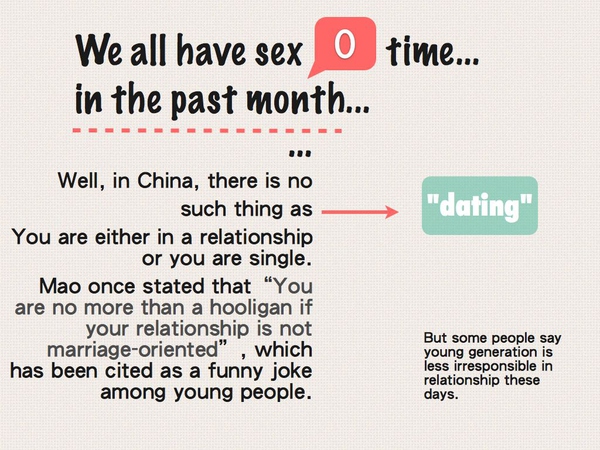 We all have sex 0 time...
in the past month...
...
Well, in China, there is no
such thing as
"dating"
You are either in a relationship
or you are single.
Mao once stated that “You
are no more than a hooligan if
your relationship is not
marriage-oriented” , which
has been cited as a funny joke
among young people.
But some people say
young generation is
less irresponsible in
relationship these
days.